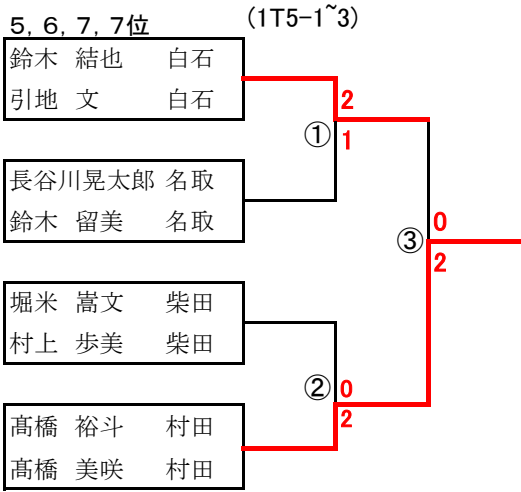 5, 6, 7, 7位
(1T5-1~3)
鈴木 結也 白石
引地 文 白石
2
①
1
長谷川晃太郎 名取
鈴木 留美 名取
0
③
2
堀米 嵩文 柴田
村上 歩美 柴田
②
0
2
髙橋 裕斗 村田
髙橋 美咲 村田